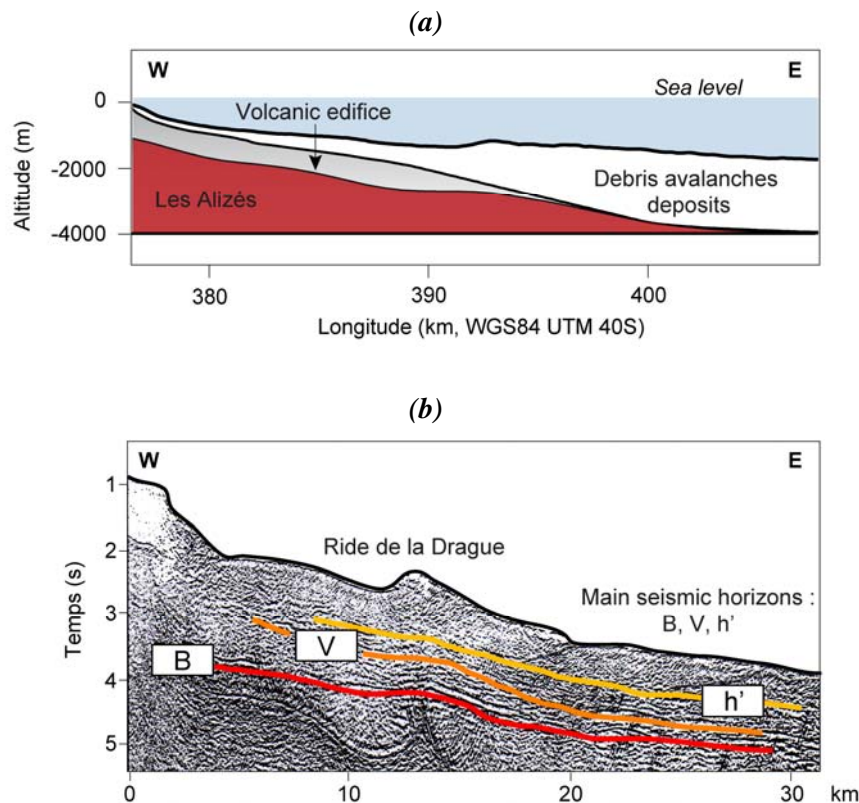 (a)
W
E
Sea level
Volcanic edifice
0
-2000
-4000
Altitude (m)
Les Alizés
Debris avalanches
deposits
380
390
400
Longitude (km, WGS84 UTM 40S)
(b)
W
E
1
2
3
4
5
Temps (s)
Ride de la Drague
Main seismic horizons :
B, V, h'
V
B
h'
0
10
20
30
km